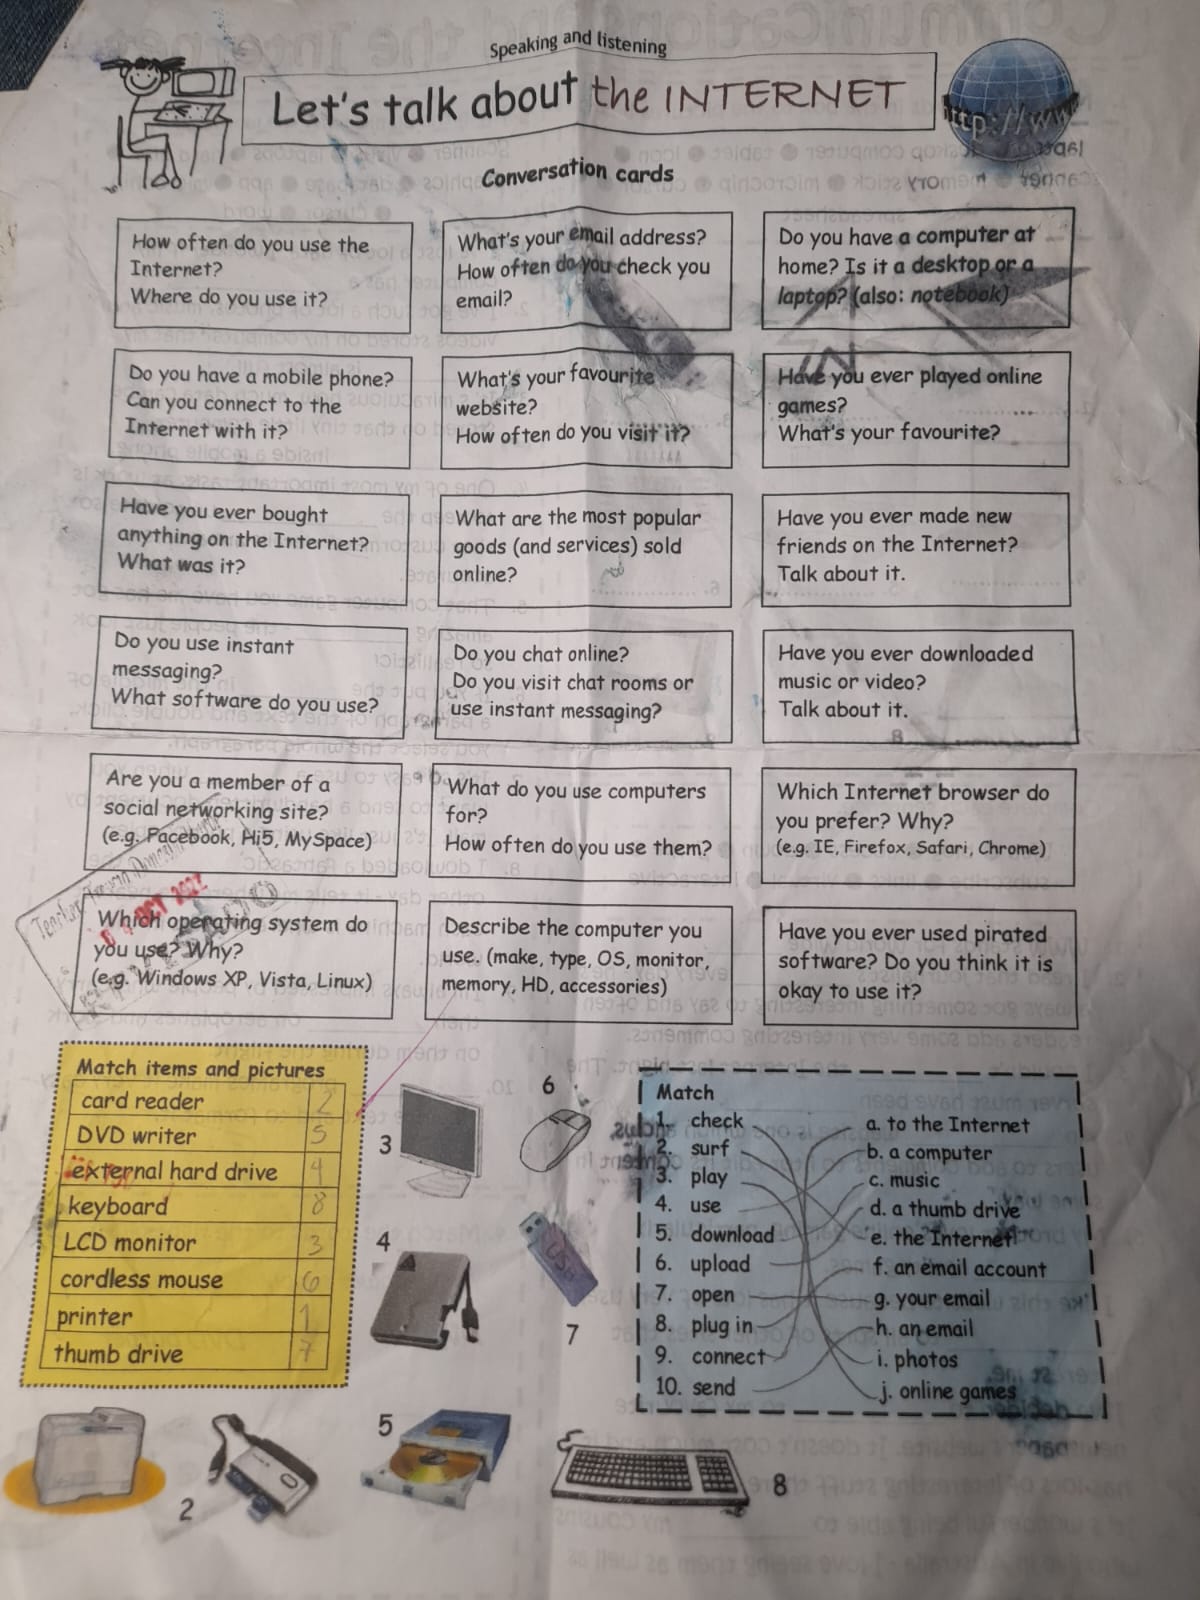 Speaking and listening
Let's talk about the INTERNET
http://www
Conversation cards
How often do you use the
Internet?
Where do you use it?
What's your email address?
How often do you check you
email?
Do you have a computer at
home? Is it a desktop or a
laptop? (also: notebook)
Do you have a mobile phone?
Can you connect to the
Internet with it?
What's your favourite
website?
How often do you visit it?
Have you ever played online
games?
What's your favourite?
Have you ever bought
anything on the Internet?
What was it?
What are the most popular
goods (and services) sold
online?
Have you ever made new
friends on the Internet?
Talk about it.
Do you use instant
messaging?
What software do you use?
Do you chat online?
Do you visit chat rooms or
use instant messaging?
Have you ever downloaded
music or video?
Talk about it.
Are you a member of a
social networking site?
(e.g. Facebook, Hi5, MySpace)
What do you use computers
for?
How often do you use them?
Which Internet browser do
you prefer? Why?
(e.g. IE, Firefox, Safari, Chrome)
Teacher
OCT 2022
Which operating system do
you use? Why?
(e.g. Windows XP, Vista, Linux)
Describe the computer you
use. (make, type, OS, monitor,
memory, HD, accessories)
Have you ever used pirated
software? Do you think it is
okay to use it?
Match items and pictures
card reader 2
DVD writer 5
external hard drive 4
keyboard 8
LCD monitor 3
cordless mouse 6
printer 1
thumb drive 7
3
6
4
USB
7
5
2
8
Match
1. check
2. surf
3. play
4. use
5. download
6. upload
7. open
8. plug in
9. connect
10. send
a. to the Internet
b. a computer
c. music
d. a thumb drive
e. the Internet
f. an email account
g. your email
h. an email
i. photos
j. online games